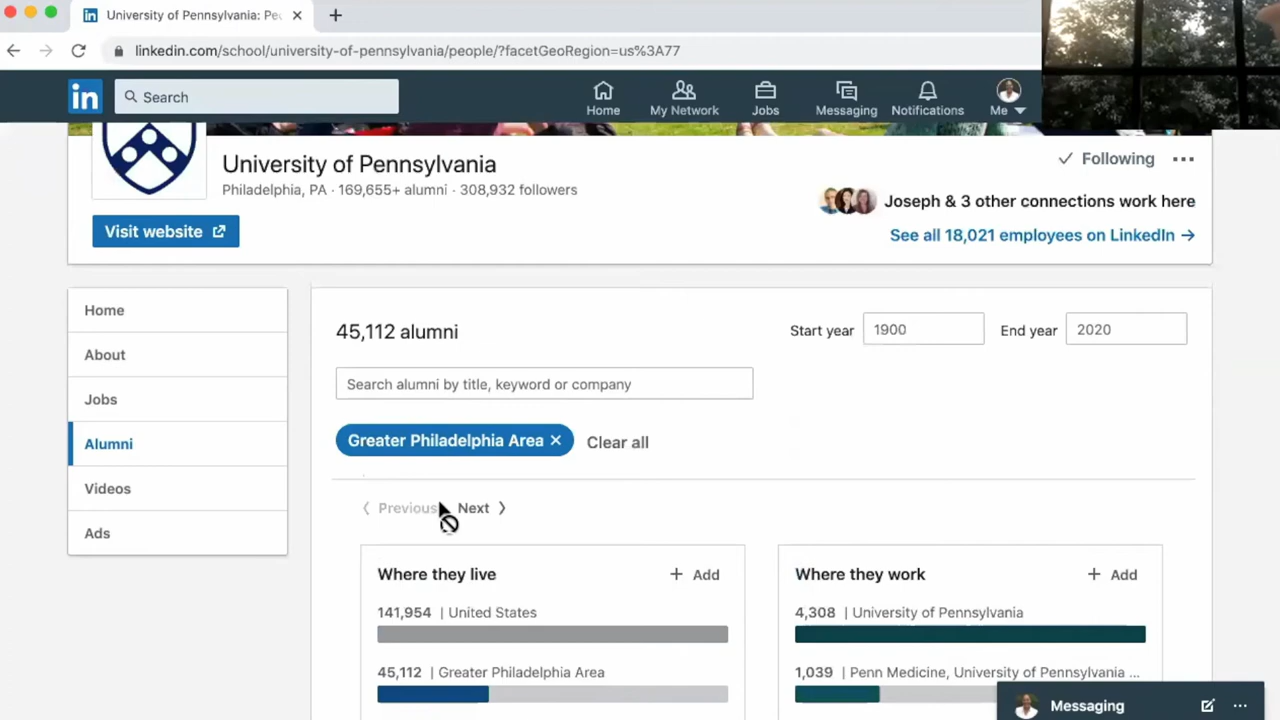 University of Pennsylvania: Pe
linkedin.com/school/university-of-pennsylvania/people/?facetGeoRegion=us%3A77
in
Search
Home
My Network
Jobs
Messaging
Notifications
Me
University of Pennsylvania
Philadelphia, PA · 169,655+ alumni · 308,932 followers
Following
Joseph & 3 other connections work here
Visit website
See all 18,021 employees on LinkedIn →
Home
About
Jobs
Alumni
Videos
Ads
45,112 alumni
Start year 1900 End year 2020
Search alumni by title, keyword or company
Greater Philadelphia Area ×
Clear all
Previous Next
Where they live
+ Add
141,954 | United States
45,112 | Greater Philadelphia Area
Where they work
+ Add
4,308 | University of Pennsylvania
1,039 | Penn Medicine, University of Pennsylvania ...
Messaging